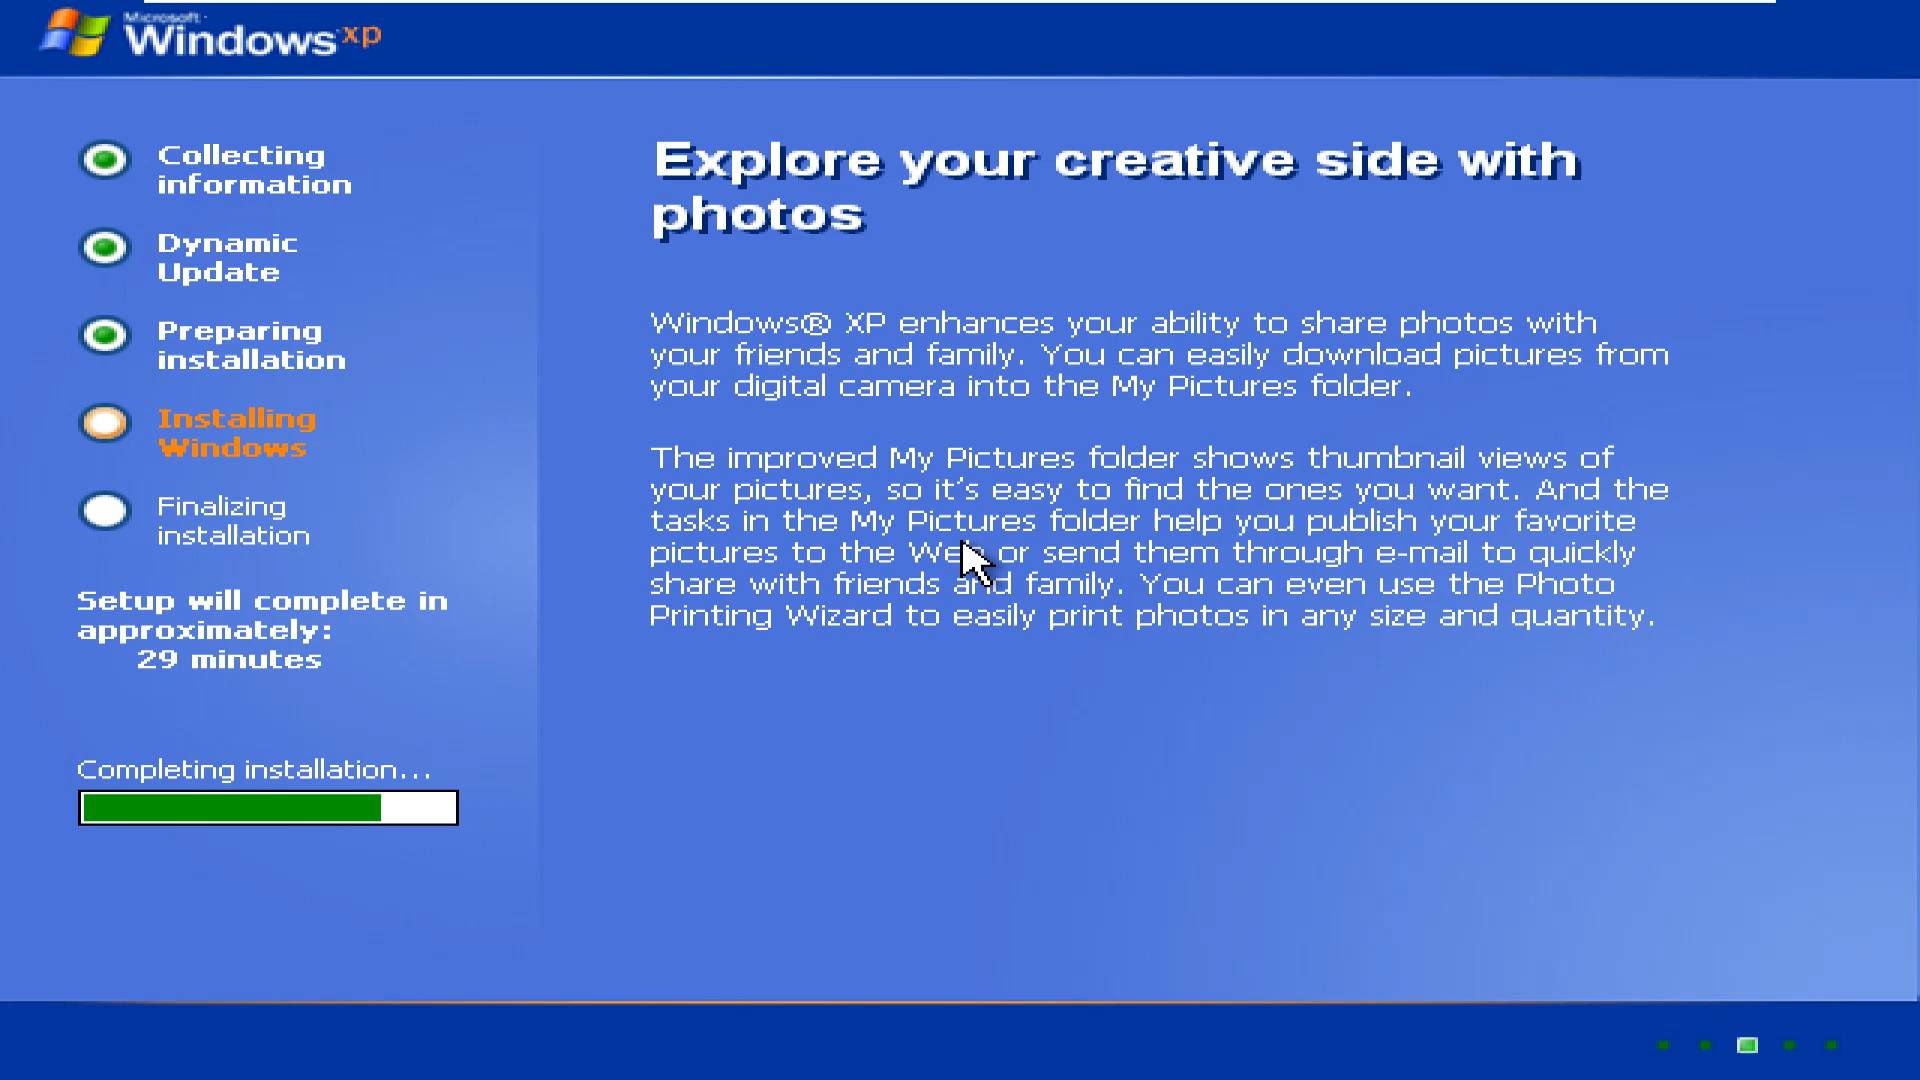 Microsoft
Windows xp
Collecting
information
Dynamic
Update
Preparing
installation
Installing
Windows
Finalizing
installation
Setup will complete in
approximately:
29 minutes
Completing installation...
Explore your creative side with
photos
Windows® XP enhances your ability to share photos with
your friends and family. You can easily download pictures from
your digital camera into the My Pictures folder.
The improved My Pictures folder shows thumbnail views of
your pictures, so it's easy to find the ones you want. And the
tasks in the My Pictures folder help you publish your favorite
pictures to the Web or send them through e-mail to quickly
share with friends and family. You can even use the Photo
Printing Wizard to easily print photos in any size and quantity.